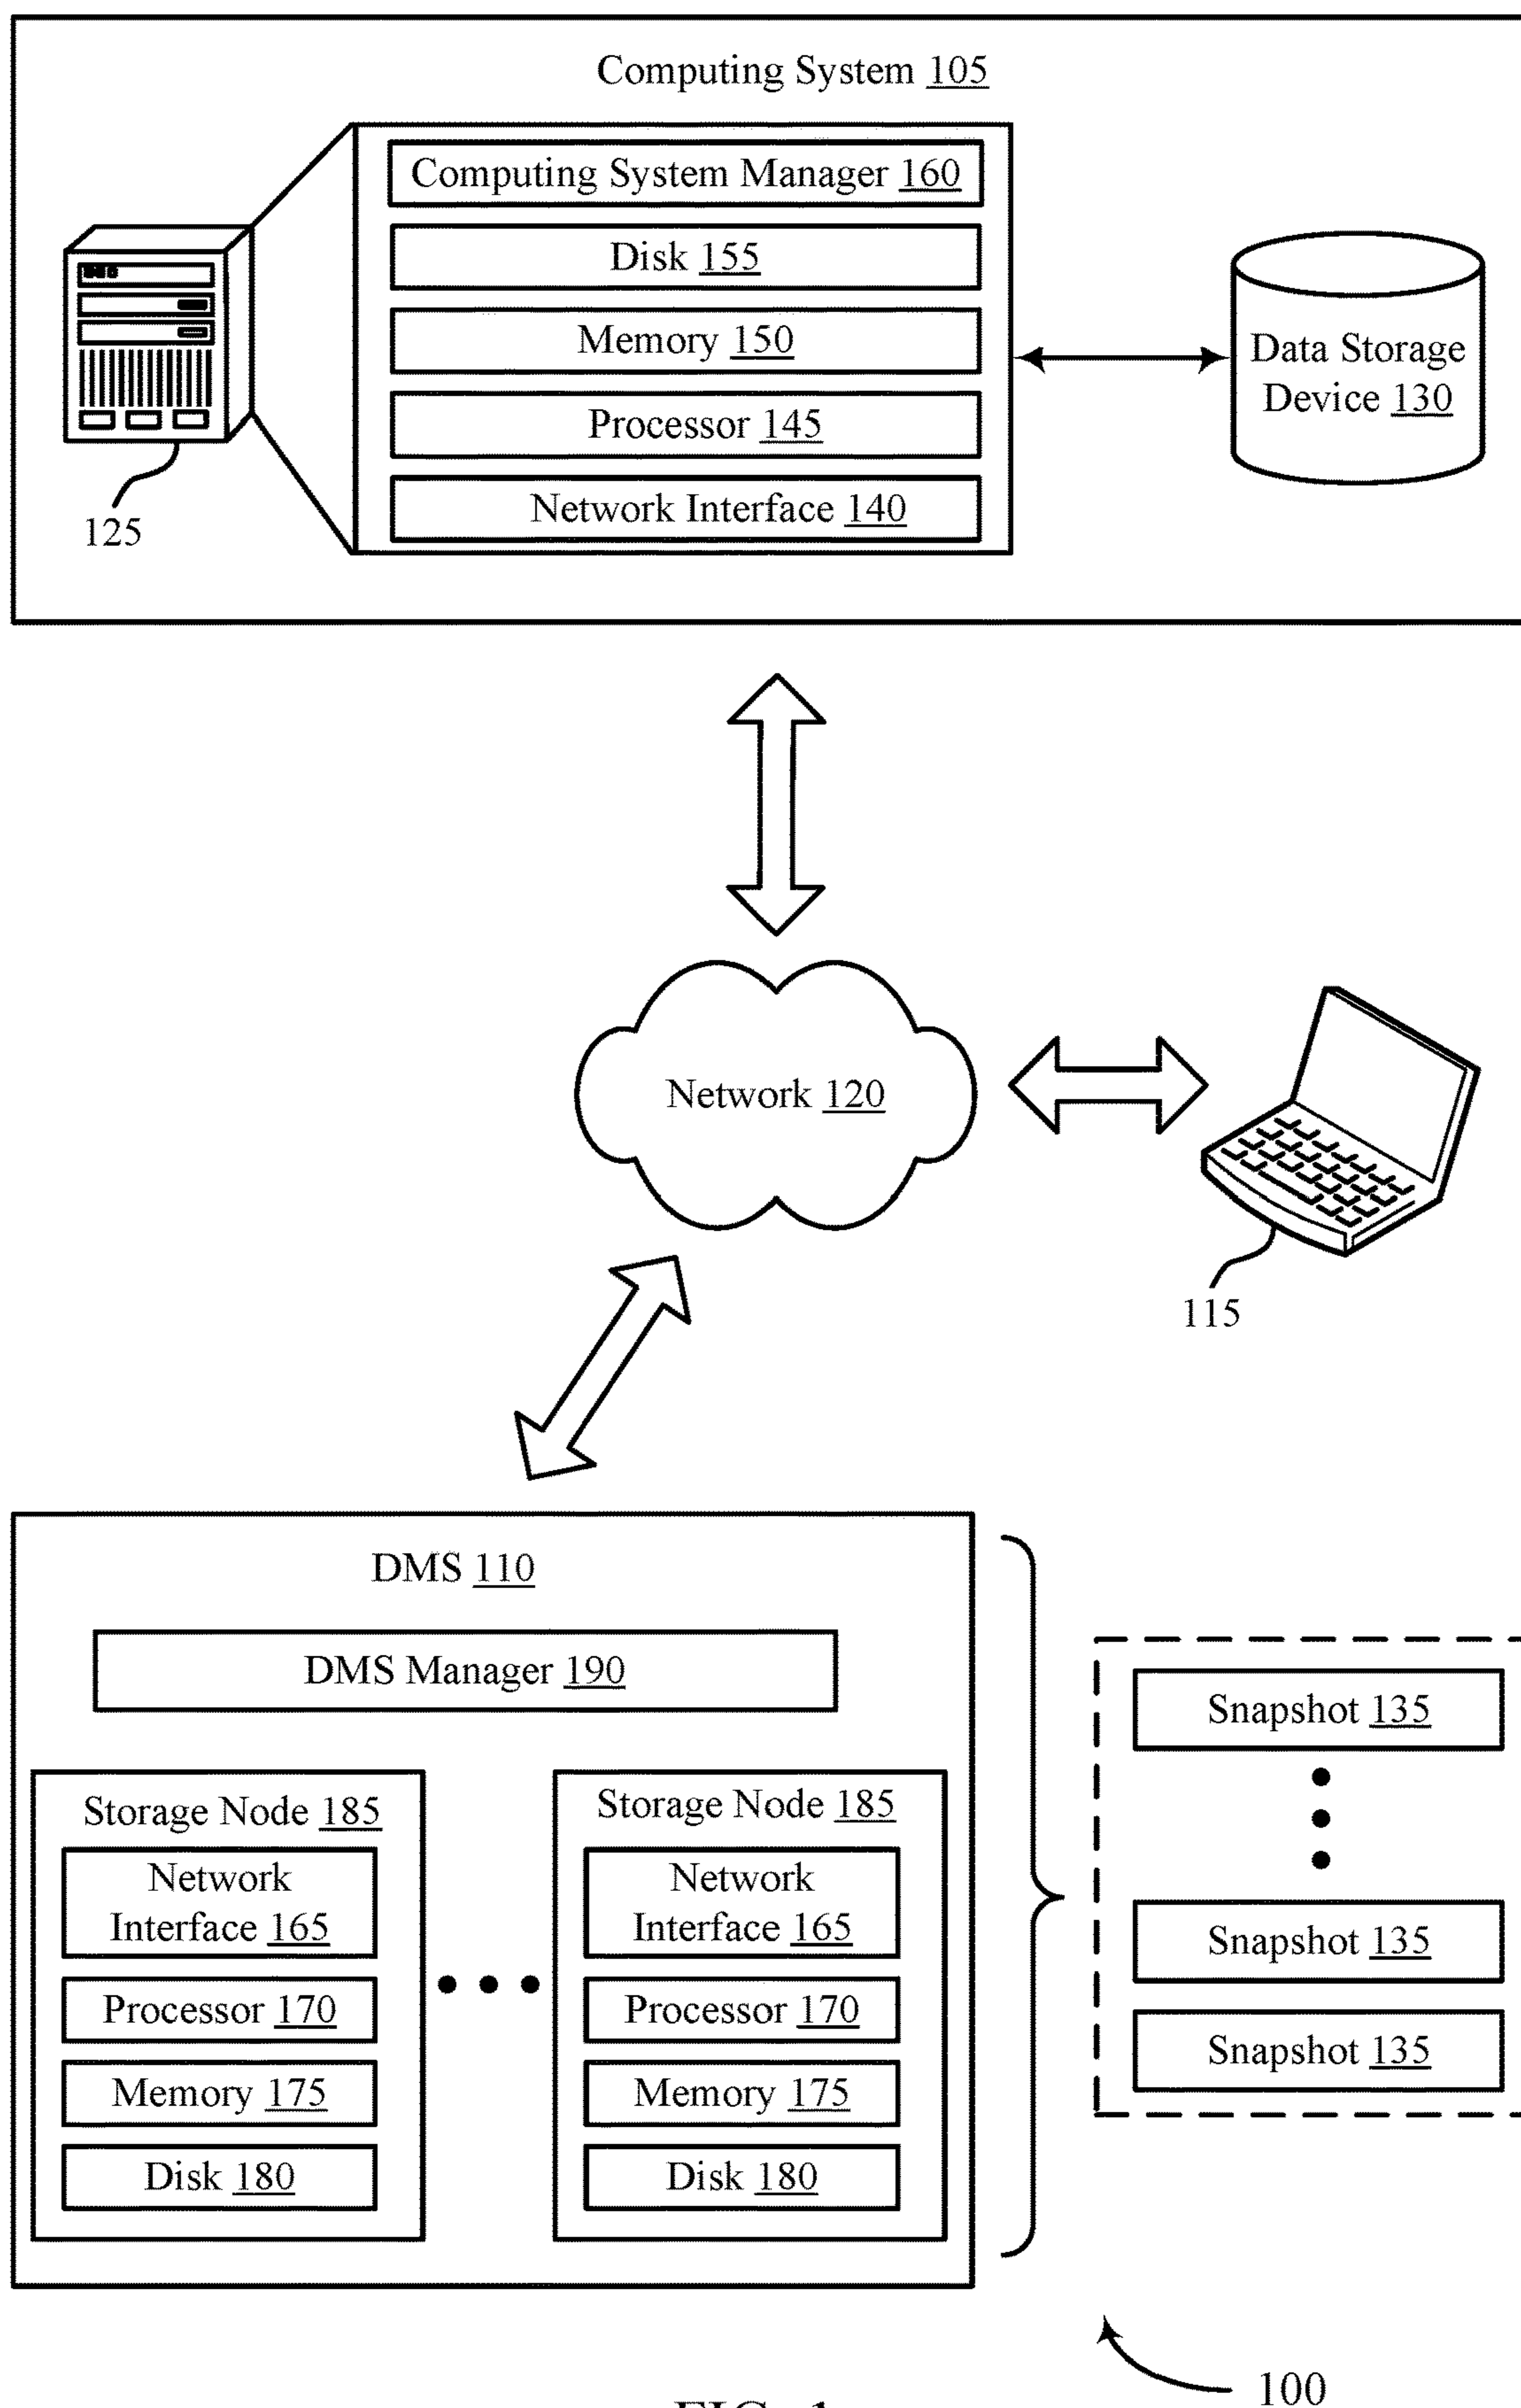 Computing System 105
Computing System Manager 160
Disk 155
Memory 150
Processor 145
Network Interface 140
Data Storage
Device 130
125
Network 120
115
DMS 110
DMS Manager 190
Storage Node 185
Network
Interface 165
Processor 170
Memory 175
Disk 180
Storage Node 185
Network
Interface 165
Processor 170
Memory 175
Disk 180
Snapshot 135
Snapshot 135
Snapshot 135
100